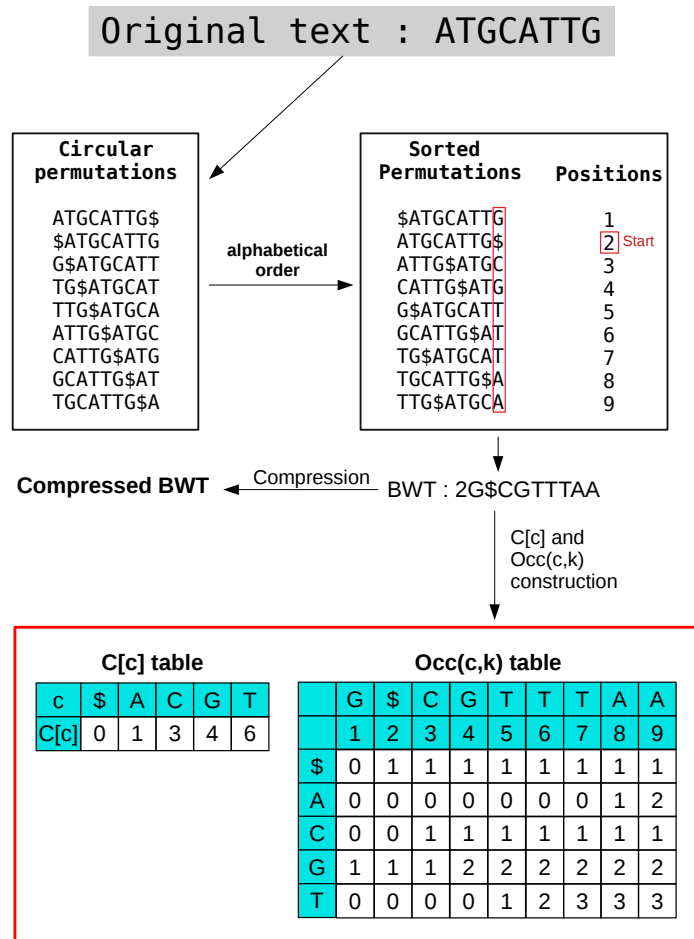 Original text : ATGCATTG
Circular permutations
ATGCATTG$
$ATGCATTG
G$ATGCATT
TG$ATGCAT
TTG$ATGCA
ATTG$ATGC
CATTG$ATG
GCATTG$AT
TGCATTG$A
alphabetical
order
Sorted
Permutations Positions
$ATGCATTG 1
ATGCATTG$ 2 Start
ATTG$ATGC 3
CATTG$ATG 4
G$ATGCATT 5
GCATTG$AT 6
TG$ATGCAT 7
TGCATTG$A 8
TTG$ATGCA 9
Compressed BWT Compression BWT : 2G$CGTTTAA
C[c] and
Occ(c,k)
construction
C[c] table
c $ A C G T
C[c] 0 1 3 4 6
Occ(c,k) table
G $ C G T T T A A
1 2 3 4 5 6 7 8 9
$ 0 1 1 1 1 1 1 1 1
A 0 0 0 0 0 0 0 1 2
C 0 0 1 1 1 1 1 1 1
G 1 1 1 2 2 2 2 2 2
T 0 0 0 0 1 2 3 3 3